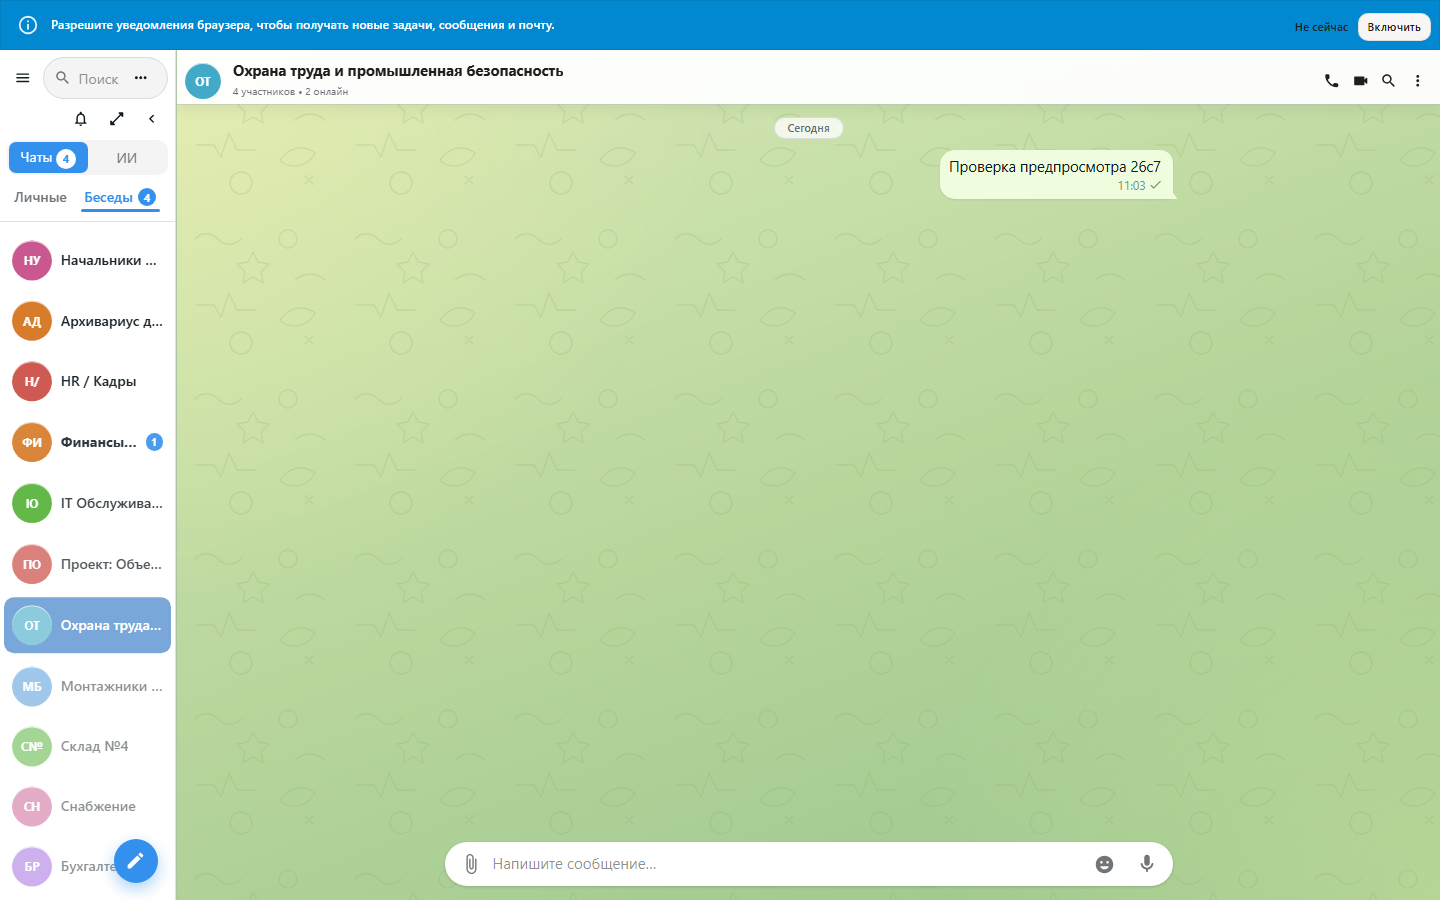 Разрешите уведомления браузера, чтобы получать новые задачи, сообщения и почту.
Не сейчас
Включить
Поиск
Чаты 4
ИИ
Личные
Беседы 4
НУ
Начальники ...
АД
Архивариус д...
Н/
HR / Кадры
ФИ
Финансы...
1
Ю
IT Обслужива...
ПО
Проект: Объе...
ОТ
Охрана труда...
МБ
Монтажники ...
С№
Склад №4
СН
Снабжение
БР
Бухгалте
ОТ
Охрана труда и промышленная безопасность
4 участников • 2 онлайн
Сегодня
Проверка предпросмотра 26c7
11:03
Напишите сообщение...